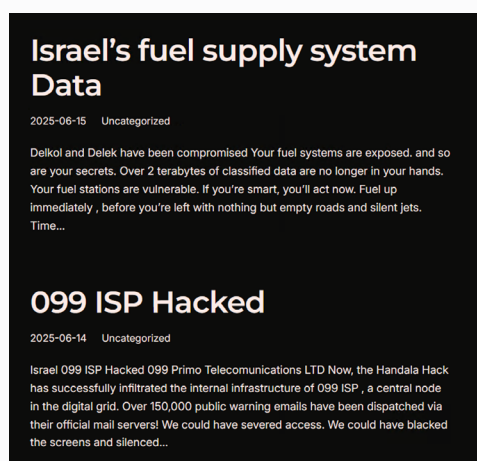 Israel's fuel supply system
Data
2025-06-15 Uncategorized
Delkol and Delek have been compromised Your fuel systems are exposed. and so
are your secrets. Over 2 terabytes of classified data are no longer in your hands.
Your fuel stations are vulnerable. If you're smart, you'll act now. Fuel up
immediately , before you're left with nothing but empty roads and silent jets.
Time...
099 ISP Hacked
2025-06-14 Uncategorized
Israel 099 ISP Hacked 099 Primo Telecomunications LTD Now, the Handala Hack
has successfully infiltrated the internal infrastructure of 099 ISP , a central node
in the digital grid. Over 150,000 public warning emails have been dispatched via
their official mail servers! We could have severed access. We could have blacked
the screens and silenced...